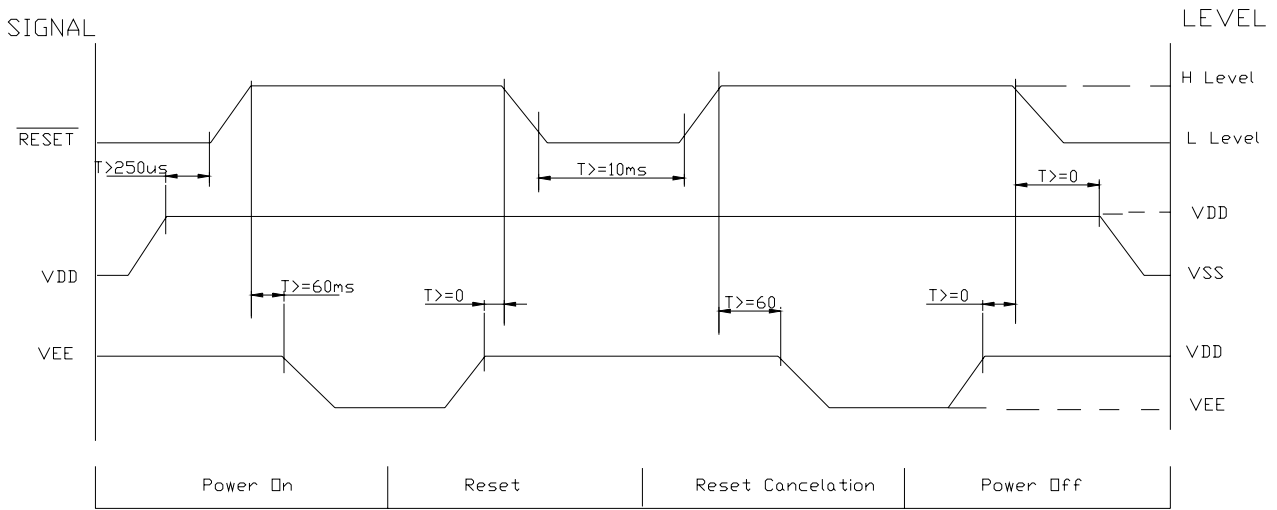 SIGNAL
LEVEL
H Level
RESET
L Level
T>250us
T>=10ms
T>=0
VDD
VDD
VSS
T>=60ms
T>=0
T>=60
T>=0
VEE
VDD
VEE
Power On
Reset
Reset Cancelation
Power Off